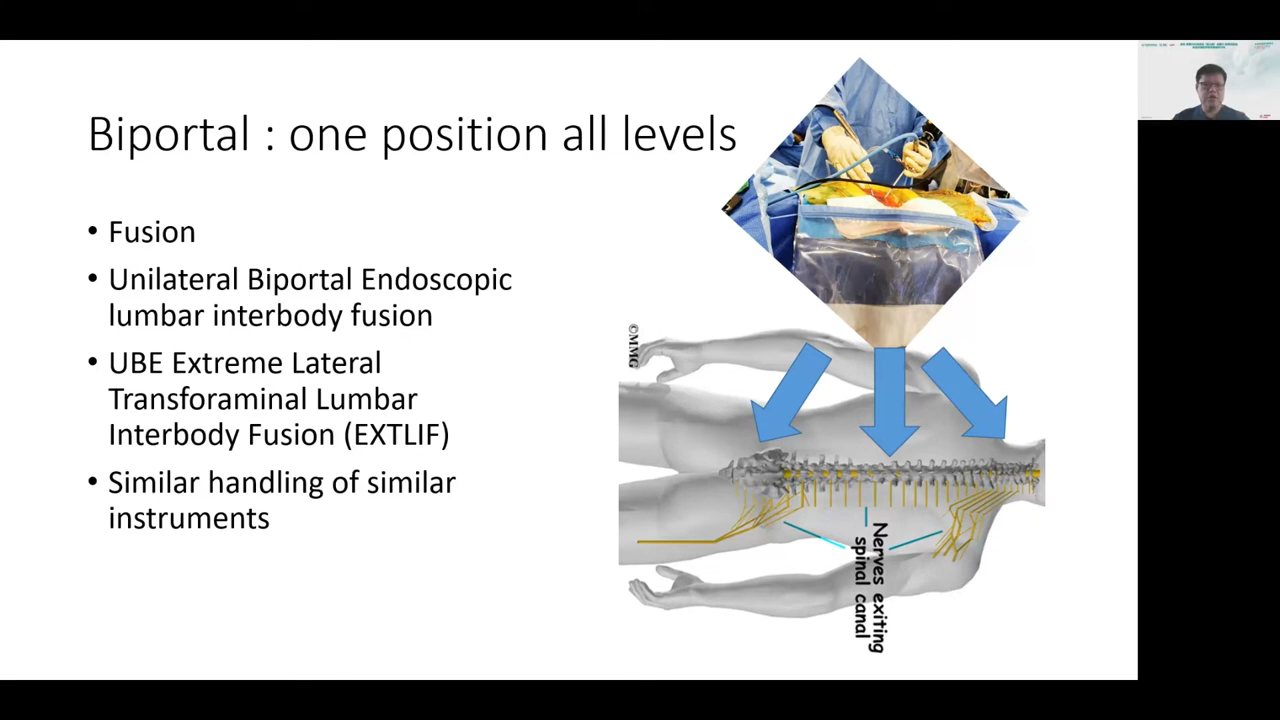 Biportal : one position all levels
• Fusion
• Unilateral Biportal Endoscopic
lumbar interbody fusion
• UBE Extreme Lateral
Transforaminal Lumbar
Interbody Fusion (EXTLIF)
• Similar handling of similar
instruments
©MMG
Nerves exiting
spinal canal